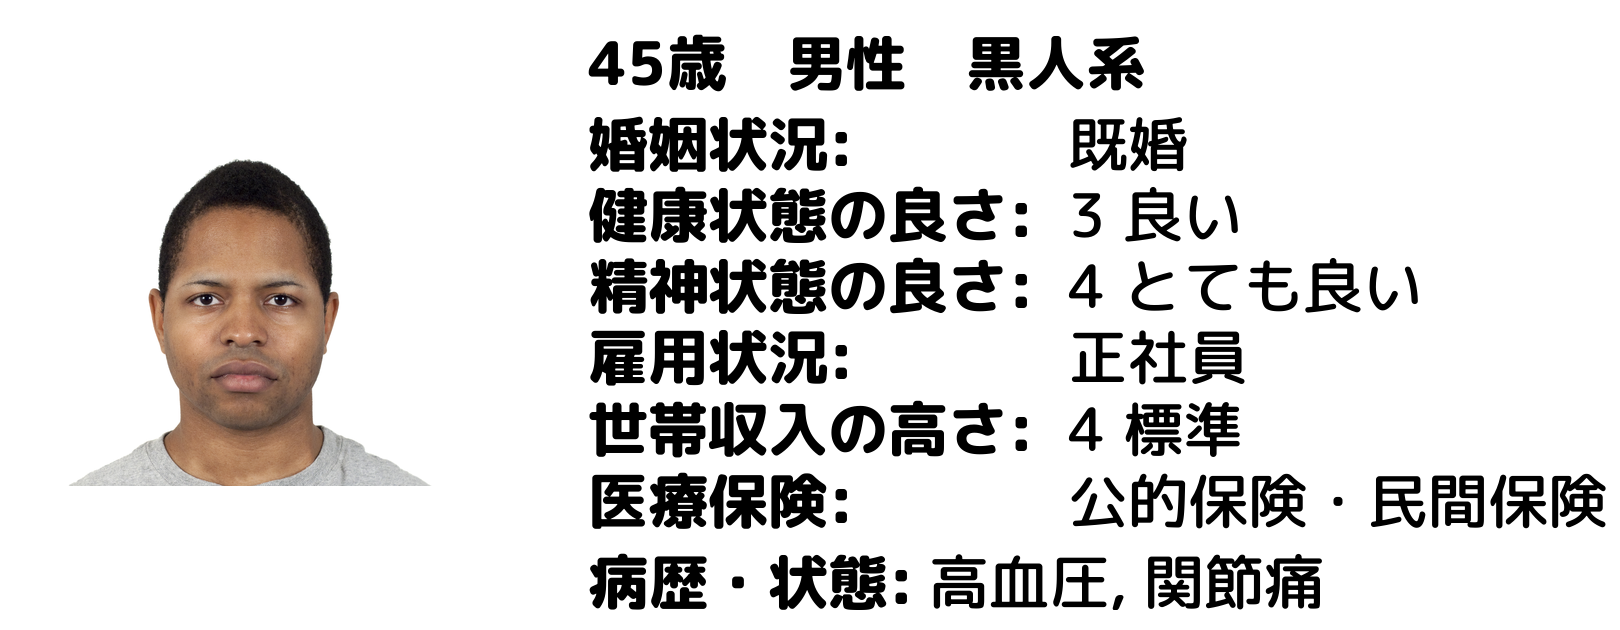 45歳　男性　黒人系
婚姻状況: 既婚
健康状態の良さ: 3 良い
精神状態の良さ: 4 とても良い
雇用状況: 正社員
世帯収入の高さ: 4 標準
医療保険: 公的保険・民間保険
病歴・状態: 高血圧, 関節痛